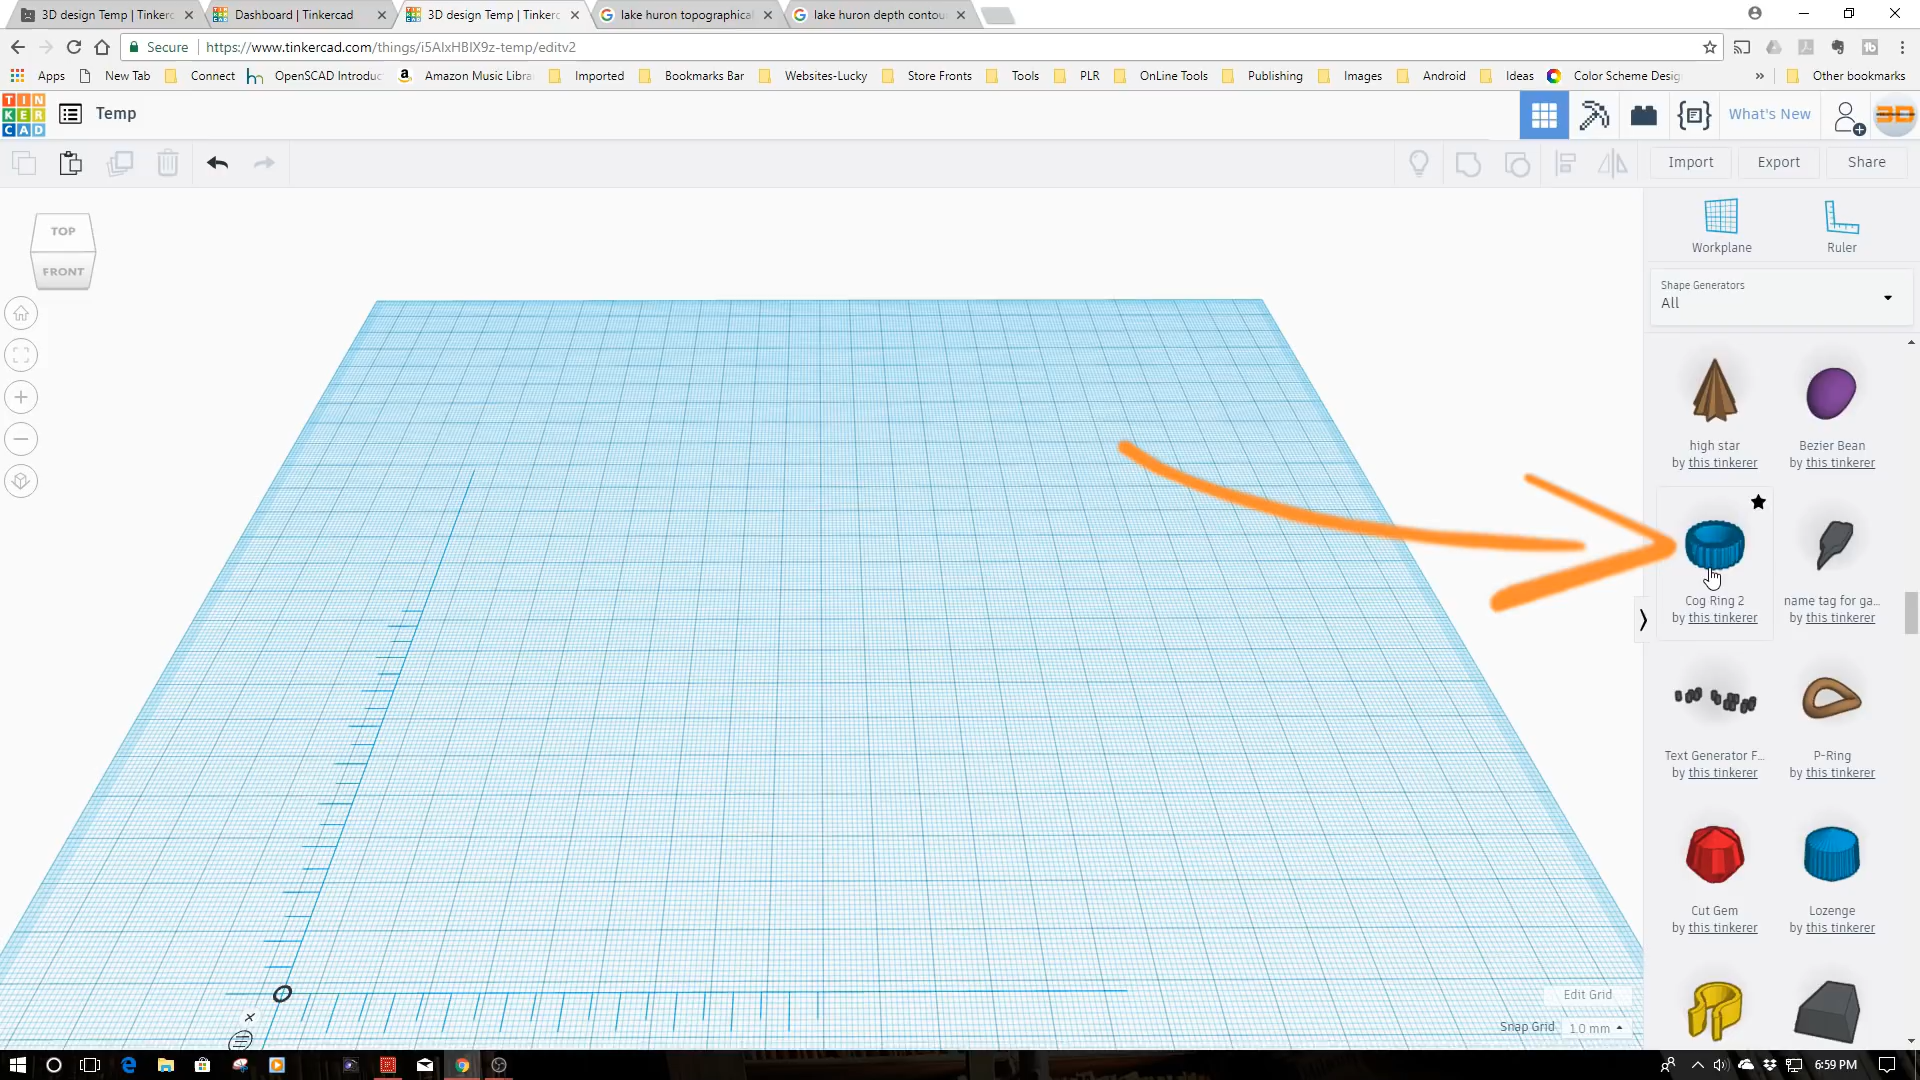 3D design Temp | Tinkerc
Dashboard | Tinkercad
3D design Temp | Tinkerc
lake huron topographical
lake huron depth contou
Secure
https://www.tinkercad.com/things/i5AlxHBlX9z-temp/editv2
Apps
New Tab
Connect
OpenSCAD Introduc
Amazon Music Libra
Imported
Bookmarks Bar
Websites-Lucky
Store Fronts
Tools
PLR
OnLine Tools
Publishing
Images
Android
Ideas
Color Scheme Desig
Other bookmarks
TIN
KER
CAD
Temp
What's New
3D
Import
Export
Share
TOP
FRONT
Workplane
Ruler
Shape Generators
All
high star
by this tinkerer
Bezier Bean
by this tinkerer
Cog Ring 2
by this tinkerer
name tag for ga...
by this tinkerer
Text Generator F...
by this tinkerer
P-Ring
by this tinkerer
Cut Gem
by this tinkerer
Lozenge
by this tinkerer
Edit Grid
Snap Grid
1.0 mm
6:59 PM